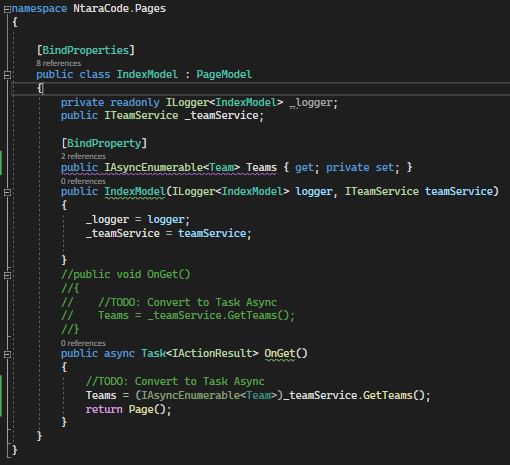 namespace NtaraCode.Pages
{
[BindProperties]
8 references
public class IndexModel : PageModel
{
private readonly ILogger<IndexModel> _logger;
public ITeamService _teamService;
[BindProperty]
2 references
public IAsyncEnumerable<Team> Teams { get; private set; }
0 references
public IndexModel(ILogger<IndexModel> logger, ITeamService teamService)
{
_logger = logger;
_teamService = teamService;
}
//public void OnGet()
//{
//    //TODO: Convert to Task Async
//    Teams = _teamService.GetTeams();
//}
0 references
public async Task<IActionResult> OnGet()
{
//TODO: Convert to Task Async
Teams = (IAsyncEnumerable<Team>)_teamService.GetTeams();
return Page();
}
}
}